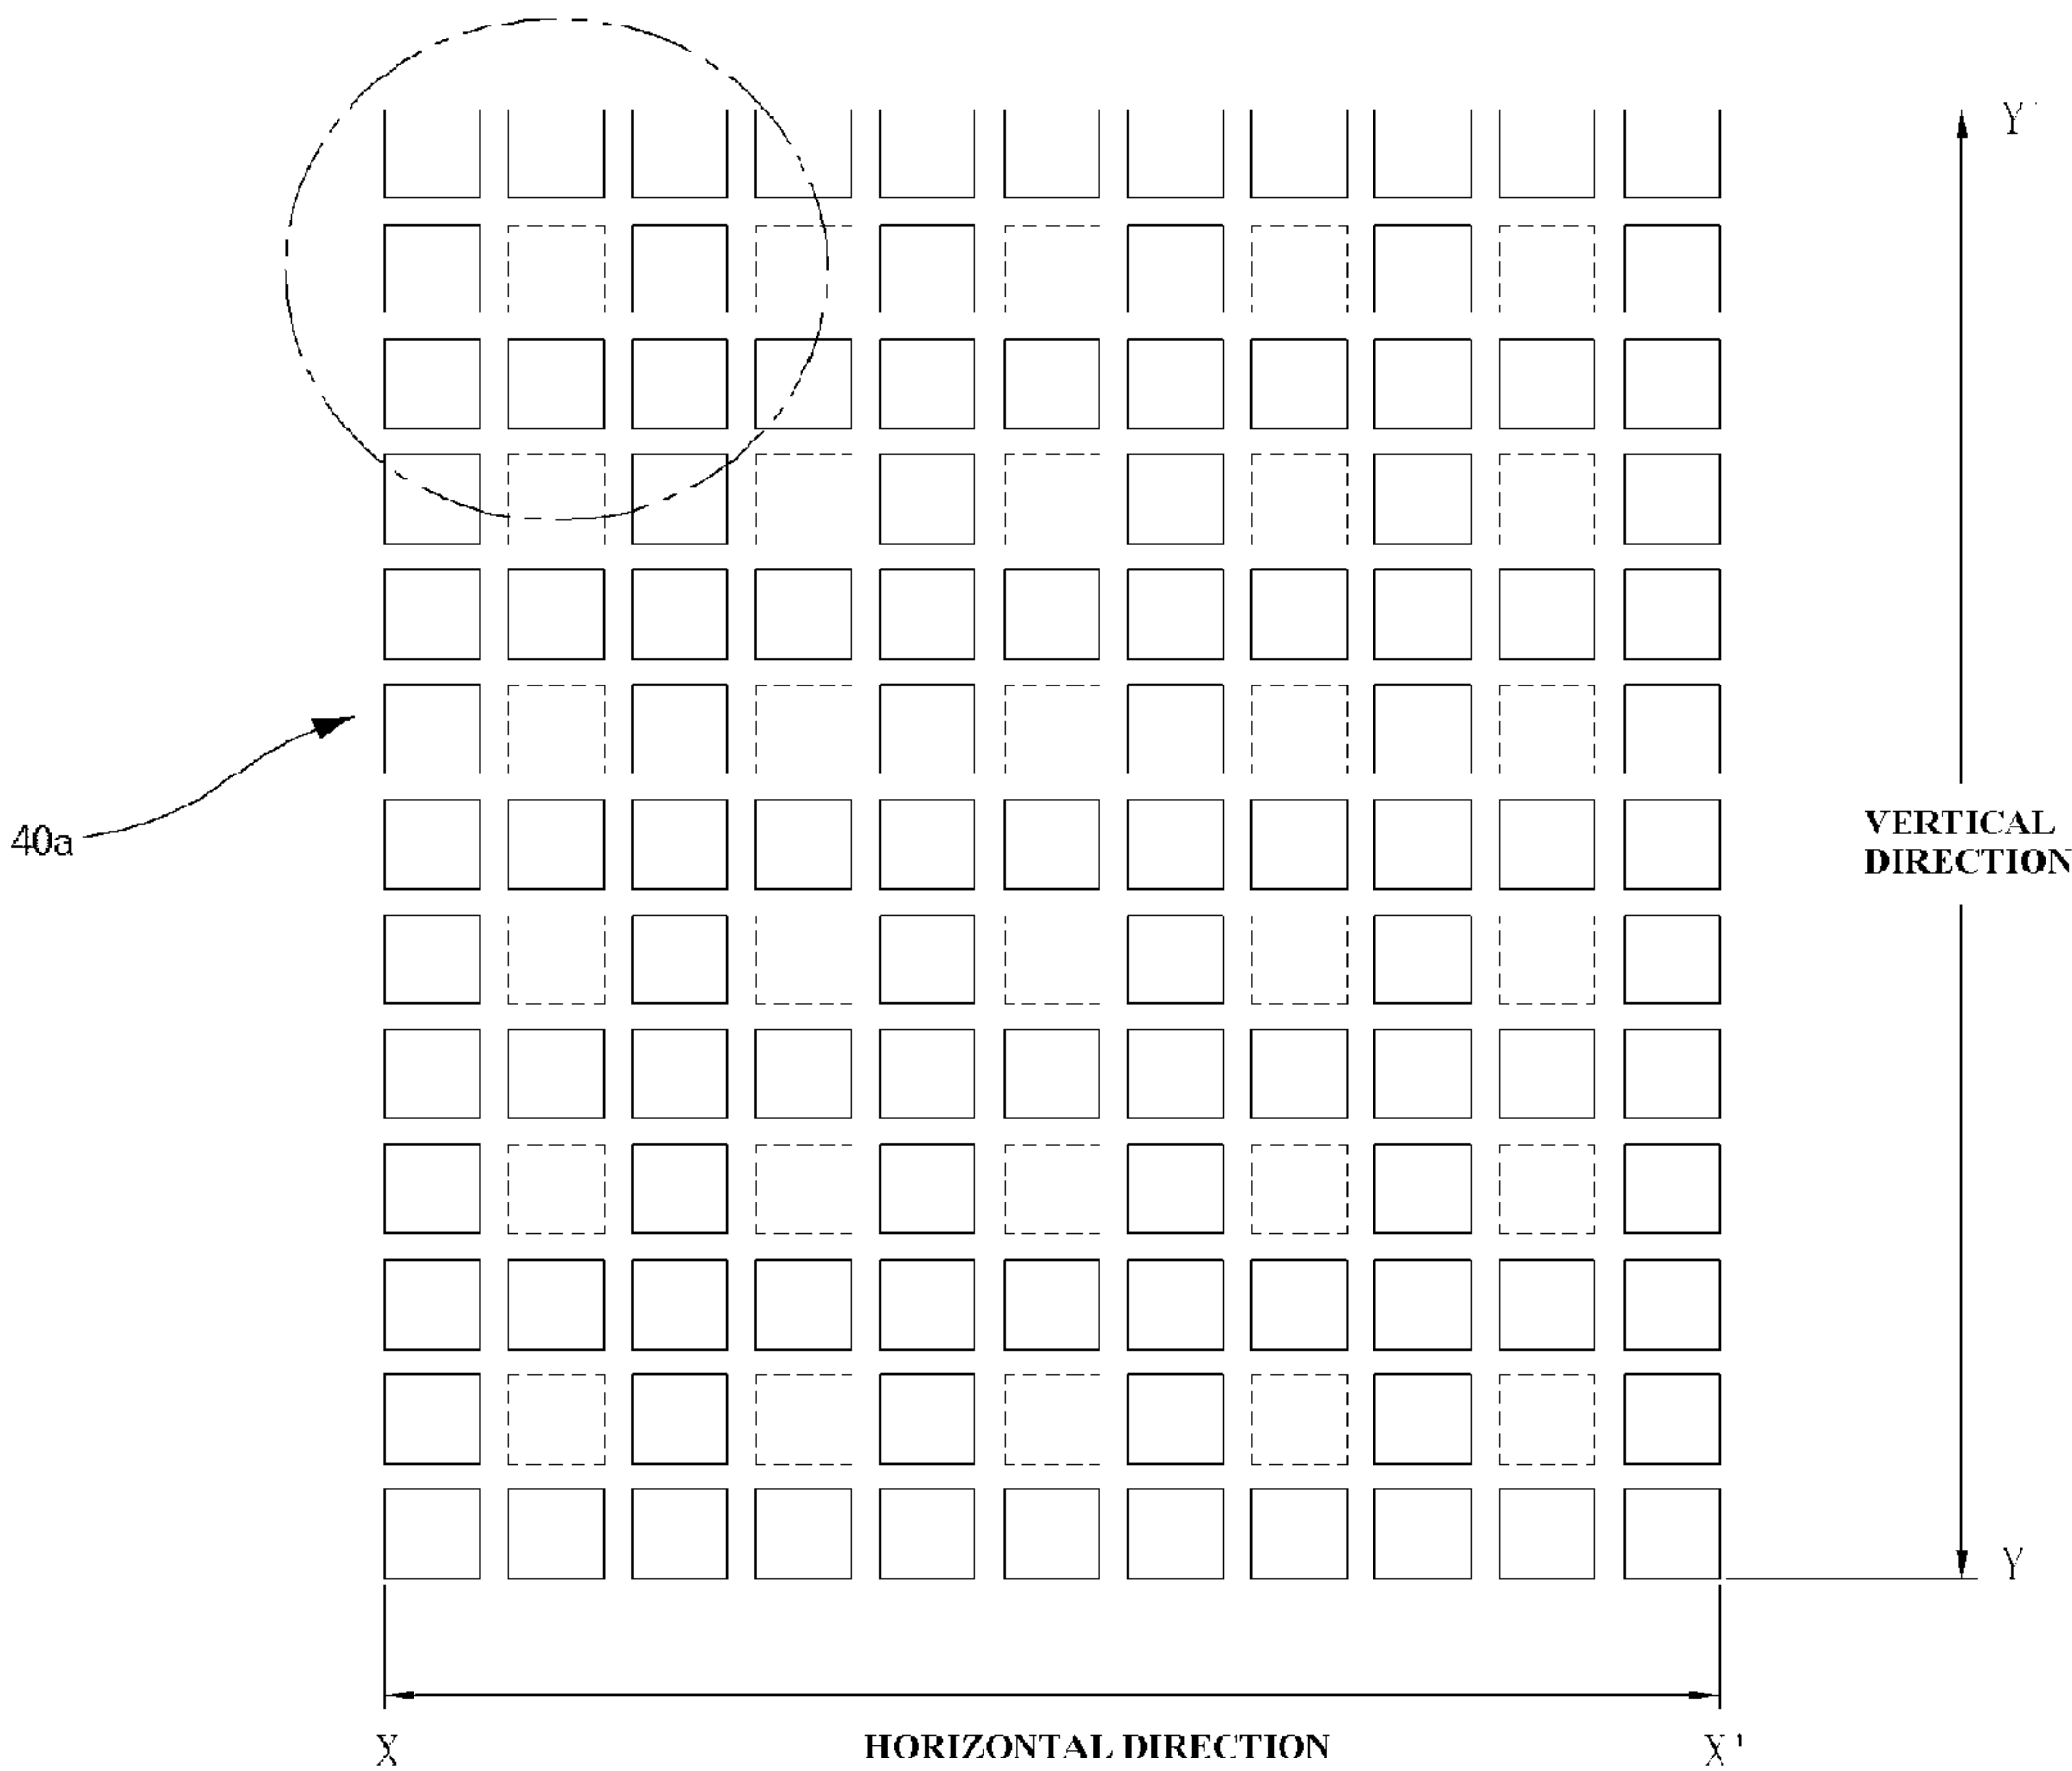 Y'
40a
VERTICAL
DIRECTION
Y
X
HORIZONTAL DIRECTION
X'